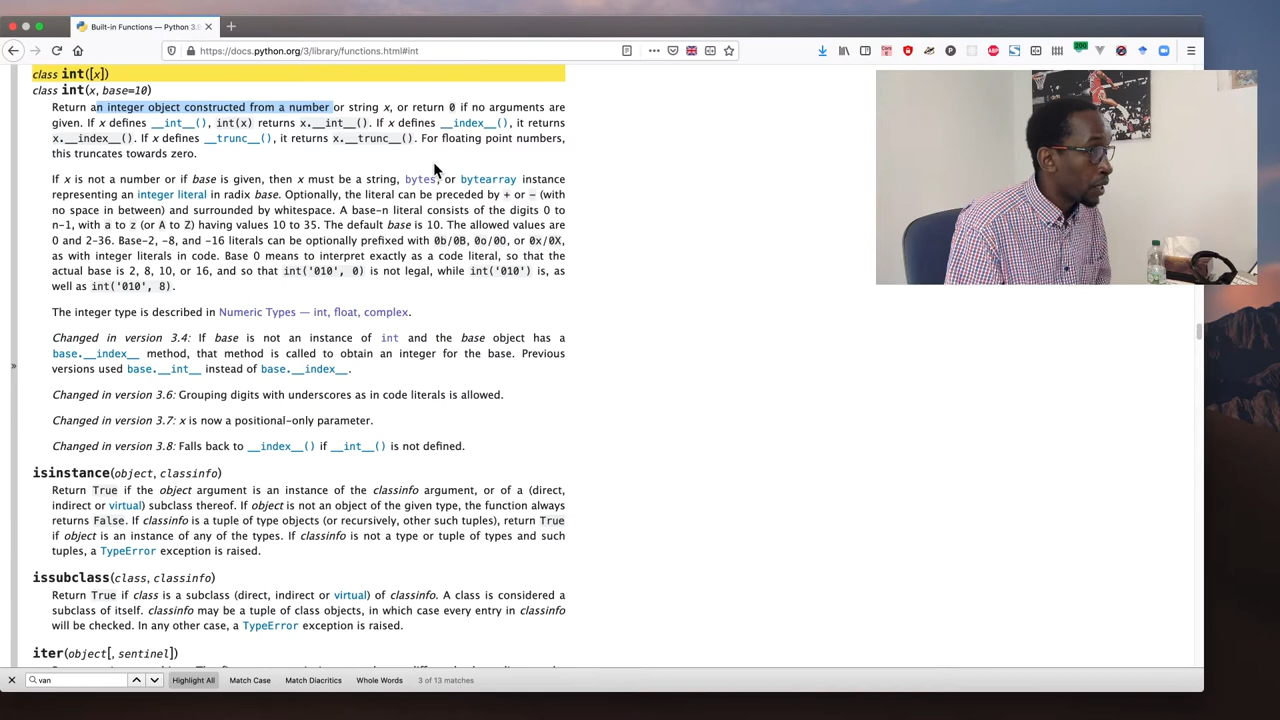 Built-in Functions — Python 3.
https://docs.python.org/3/library/functions.html#int
200
class int([x])
class int(x, base=10)
Return an integer object constructed from a number or string x, or return 0 if no arguments are
given. If x defines __int__(), int(x) returns x.__int__(). If x defines __index__(), it returns
x.__index__(). If x defines __trunc__(), it returns x.__trunc__(). For floating point numbers,
this truncates towards zero.
If x is not a number or if base is given, then x must be a string, bytes, or bytearray instance
representing an integer literal in radix base. Optionally, the literal can be preceded by + or - (with
no space in between) and surrounded by whitespace. A base-n literal consists of the digits 0 to
n-1, with a to z (or A to Z) having values 10 to 35. The default base is 10. The allowed values are
0 and 2-36. Base-2, -8, and -16 literals can be optionally prefixed with 0b/0B, 0o/0O, or 0x/0X,
as with integer literals in code. Base 0 means to interpret exactly as a code literal, so that the
actual base is 2, 8, 10, or 16, and so that int('010', 0) is not legal, while int('010') is, as
well as int('010', 8).
The integer type is described in Numeric Types — int, float, complex.
Changed in version 3.4: If base is not an instance of int and the base object has a
base.__index__ method, that method is called to obtain an integer for the base. Previous
versions used base.__int__ instead of base.__index__.
Changed in version 3.6: Grouping digits with underscores as in code literals is allowed.
Changed in version 3.7: x is now a positional-only parameter.
Changed in version 3.8: Falls back to __index__() if __int__() is not defined.
isinstance(object, classinfo)
Return True if the object argument is an instance of the classinfo argument, or of a (direct,
indirect or virtual) subclass thereof. If object is not an object of the given type, the function always
returns False. If classinfo is a tuple of type objects (or recursively, other such tuples), return True
if object is an instance of any of the types. If classinfo is not a type or tuple of types and such
tuples, a TypeError exception is raised.
issubclass(class, classinfo)
Return True if class is a subclass (direct, indirect or virtual) of classinfo. A class is considered a
subclass of itself. classinfo may be a tuple of class objects, in which case every entry in classinfo
will be checked. In any other case, a TypeError exception is raised.
iter(object[, sentinel])
van
Highlight All
Match Case
Match Diacritics
Whole Words
3 of 13 matches